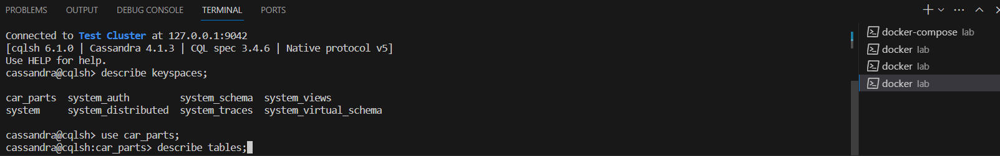 PROBLEMS OUTPUT DEBUG CONSOLE TERMINAL PORTS
Connected to Test Cluster at 127.0.0.1:9042
[cqlsh 6.1.0 | Cassandra 4.1.3 | CQL spec 3.4.6 | Native protocol v5]
Use HELP for help.
cassandra@cqlsh> describe keyspaces;
car_parts system_auth system_schema system_views
system system_distributed system_traces system_virtual_schema
cassandra@cqlsh> use car_parts;
cassandra@cqlsh:car_parts> describe tables;
docker-compose lab
docker lab
docker lab
docker lab